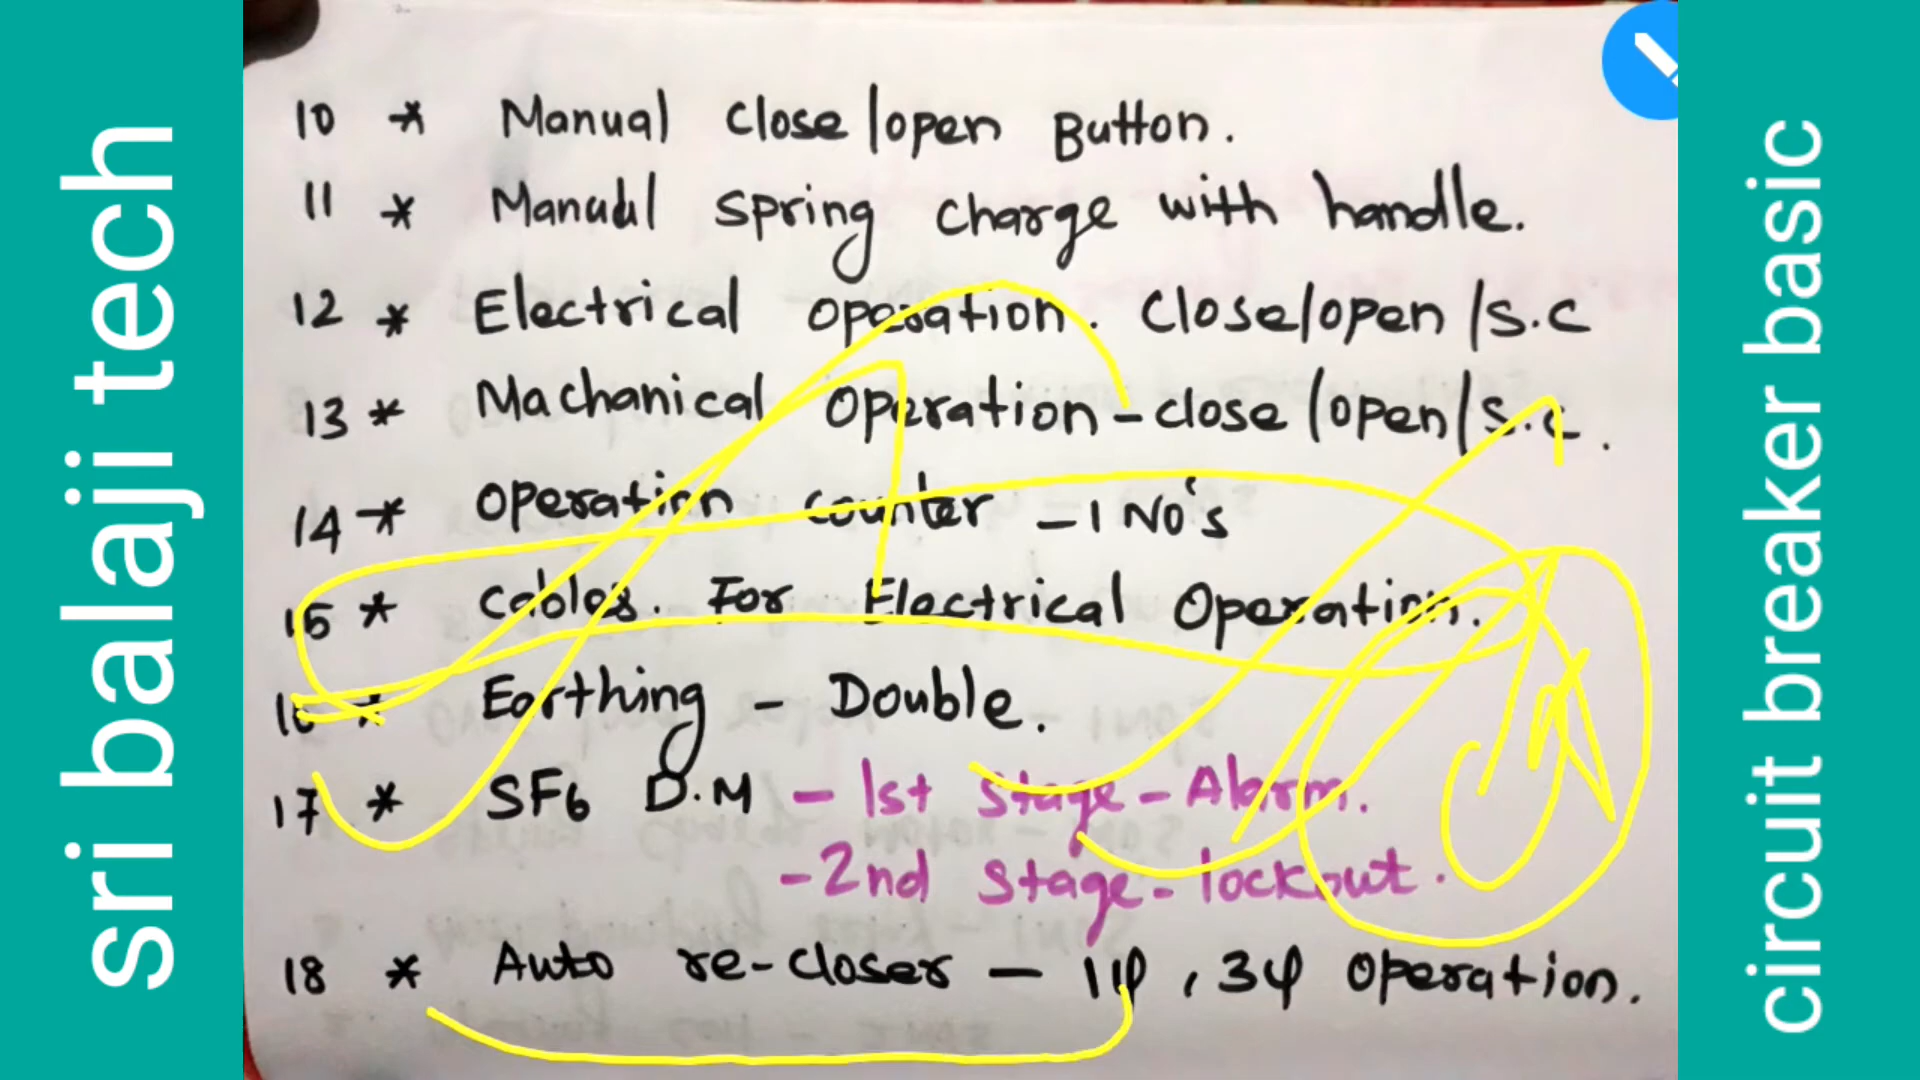 sri balaji tech
10 * Manual close/open Button.
11 * Manual spring charge with handle.
12 * Electrical operation. Close/open/s.c
13 * Machanical Operation - close/open/s.c.
14 * Operation counter - 1 NO's
15 * Cables. For Electrical Operation.
16 * Earthing - Double.
17 * SF6 D.M - 1st stage - Alarm.
- 2nd stage - lockout.
18 * Auto re-closer - 1φ, 3φ operation.
circuit breaker basic